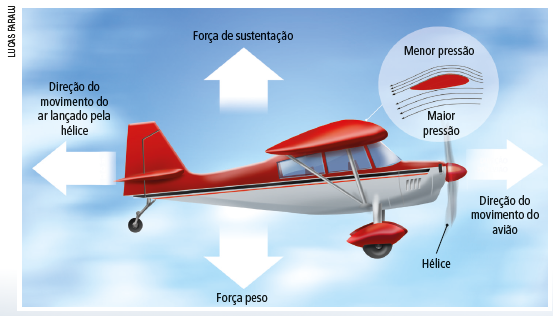 LUCAS FARAUJ
Força de sustentação
Menor pressão
Maior
pressão
Direção do
movimento do
ar lançado pela
hélice
Direção do
movimento do
avião
Hélice
Força peso